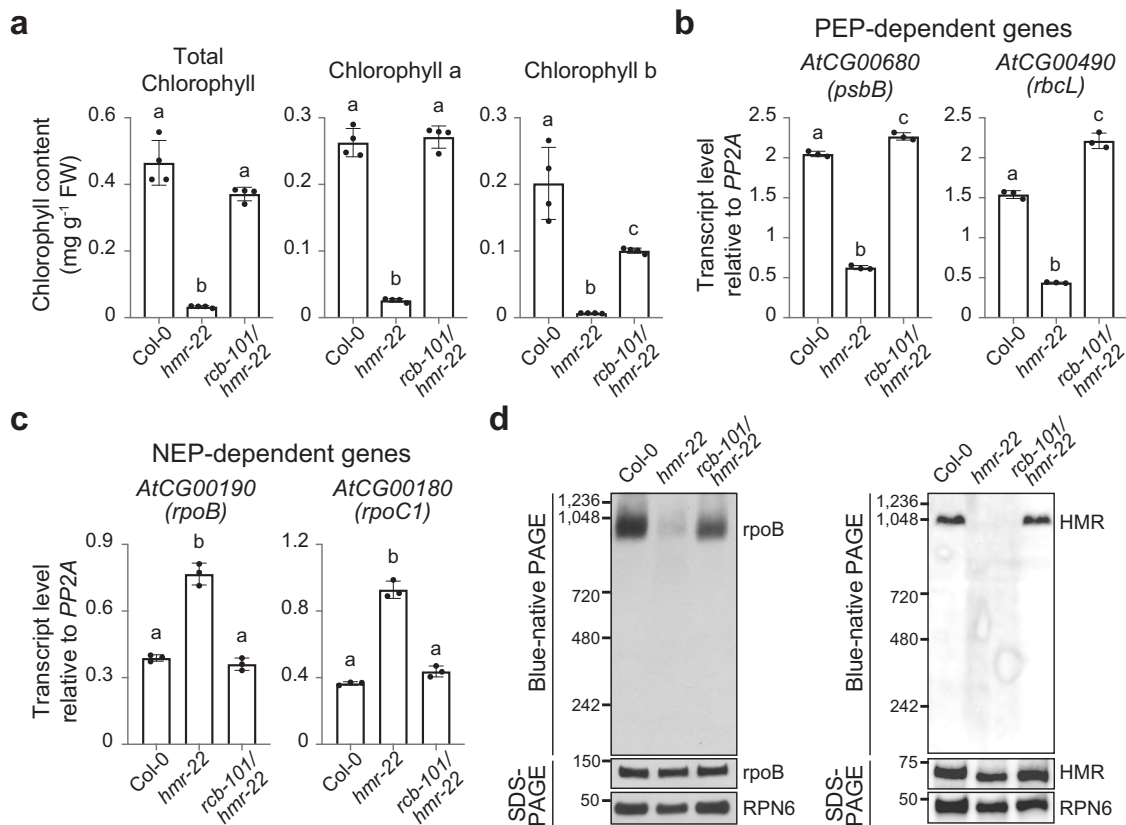 a
Total
Chlorophyll
Chlorophyll a
Chlorophyll b
Chlorophyll content
(mg g⁻¹ FW)
0.6
0.4
0.2
0
a
b
a
Col-0
hmr-22
rcb-101/
hmr-22
0.3
0.2
0.1
0
a
b
a
Col-0
hmr-22
rcb-101/
hmr-22
0.3
0.2
0.1
0
a
b
c
Col-0
hmr-22
rcb-101/
hmr-22
b
PEP-dependent genes
AtCG00680
(psbB)
AtCG00490
(rbcL)
Transcript level
relative to PP2A
2.5
2
1.5
1
0.5
0
a
b
c
Col-0
hmr-22
rcb-101/
hmr-22
2.5
2
1.5
1
0.5
0
a
b
c
Col-0
hmr-22
rcb-101/
hmr-22
c
NEP-dependent genes
AtCG00190
(rpoB)
AtCG00180
(rpoC1)
Transcript level
relative to PP2A
0.9
0.6
0.3
0
a
b
a
Col-0
hmr-22
rcb-101/
hmr-22
1.2
0.8
0.4
0
a
b
a
Col-0
hmr-22
rcb-101/
hmr-22
d
Col-0
hmr-22
rcb-101/
hmr-22
Blue-native PAGE
1,236
1,048
720
480
242
rpoB
SDS-
PAGE
150
rpoB
50
RPN6
Col-0
hmr-22
rcb-101/
hmr-22
Blue-native PAGE
1,236
1,048
720
480
242
HMR
SDS-
PAGE
75
HMR
50
RPN6